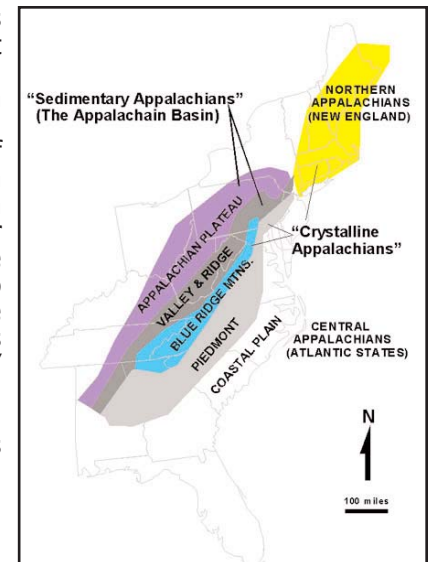 NORTHERN
APPALACHIANS
(NEW ENGLAND)
"Sedimentary Appalachians"
(The Appalachain Basin)
"Crystalline
Appalachians"
APPALACHIAN PLATEAU
VALLEY & RIDGE
BLUE RIDGE MTNS.
PIEDMONT
COASTAL PLAIN
CENTRAL
APPALACHIANS
(ATLANTIC STATES)
N
100 miles